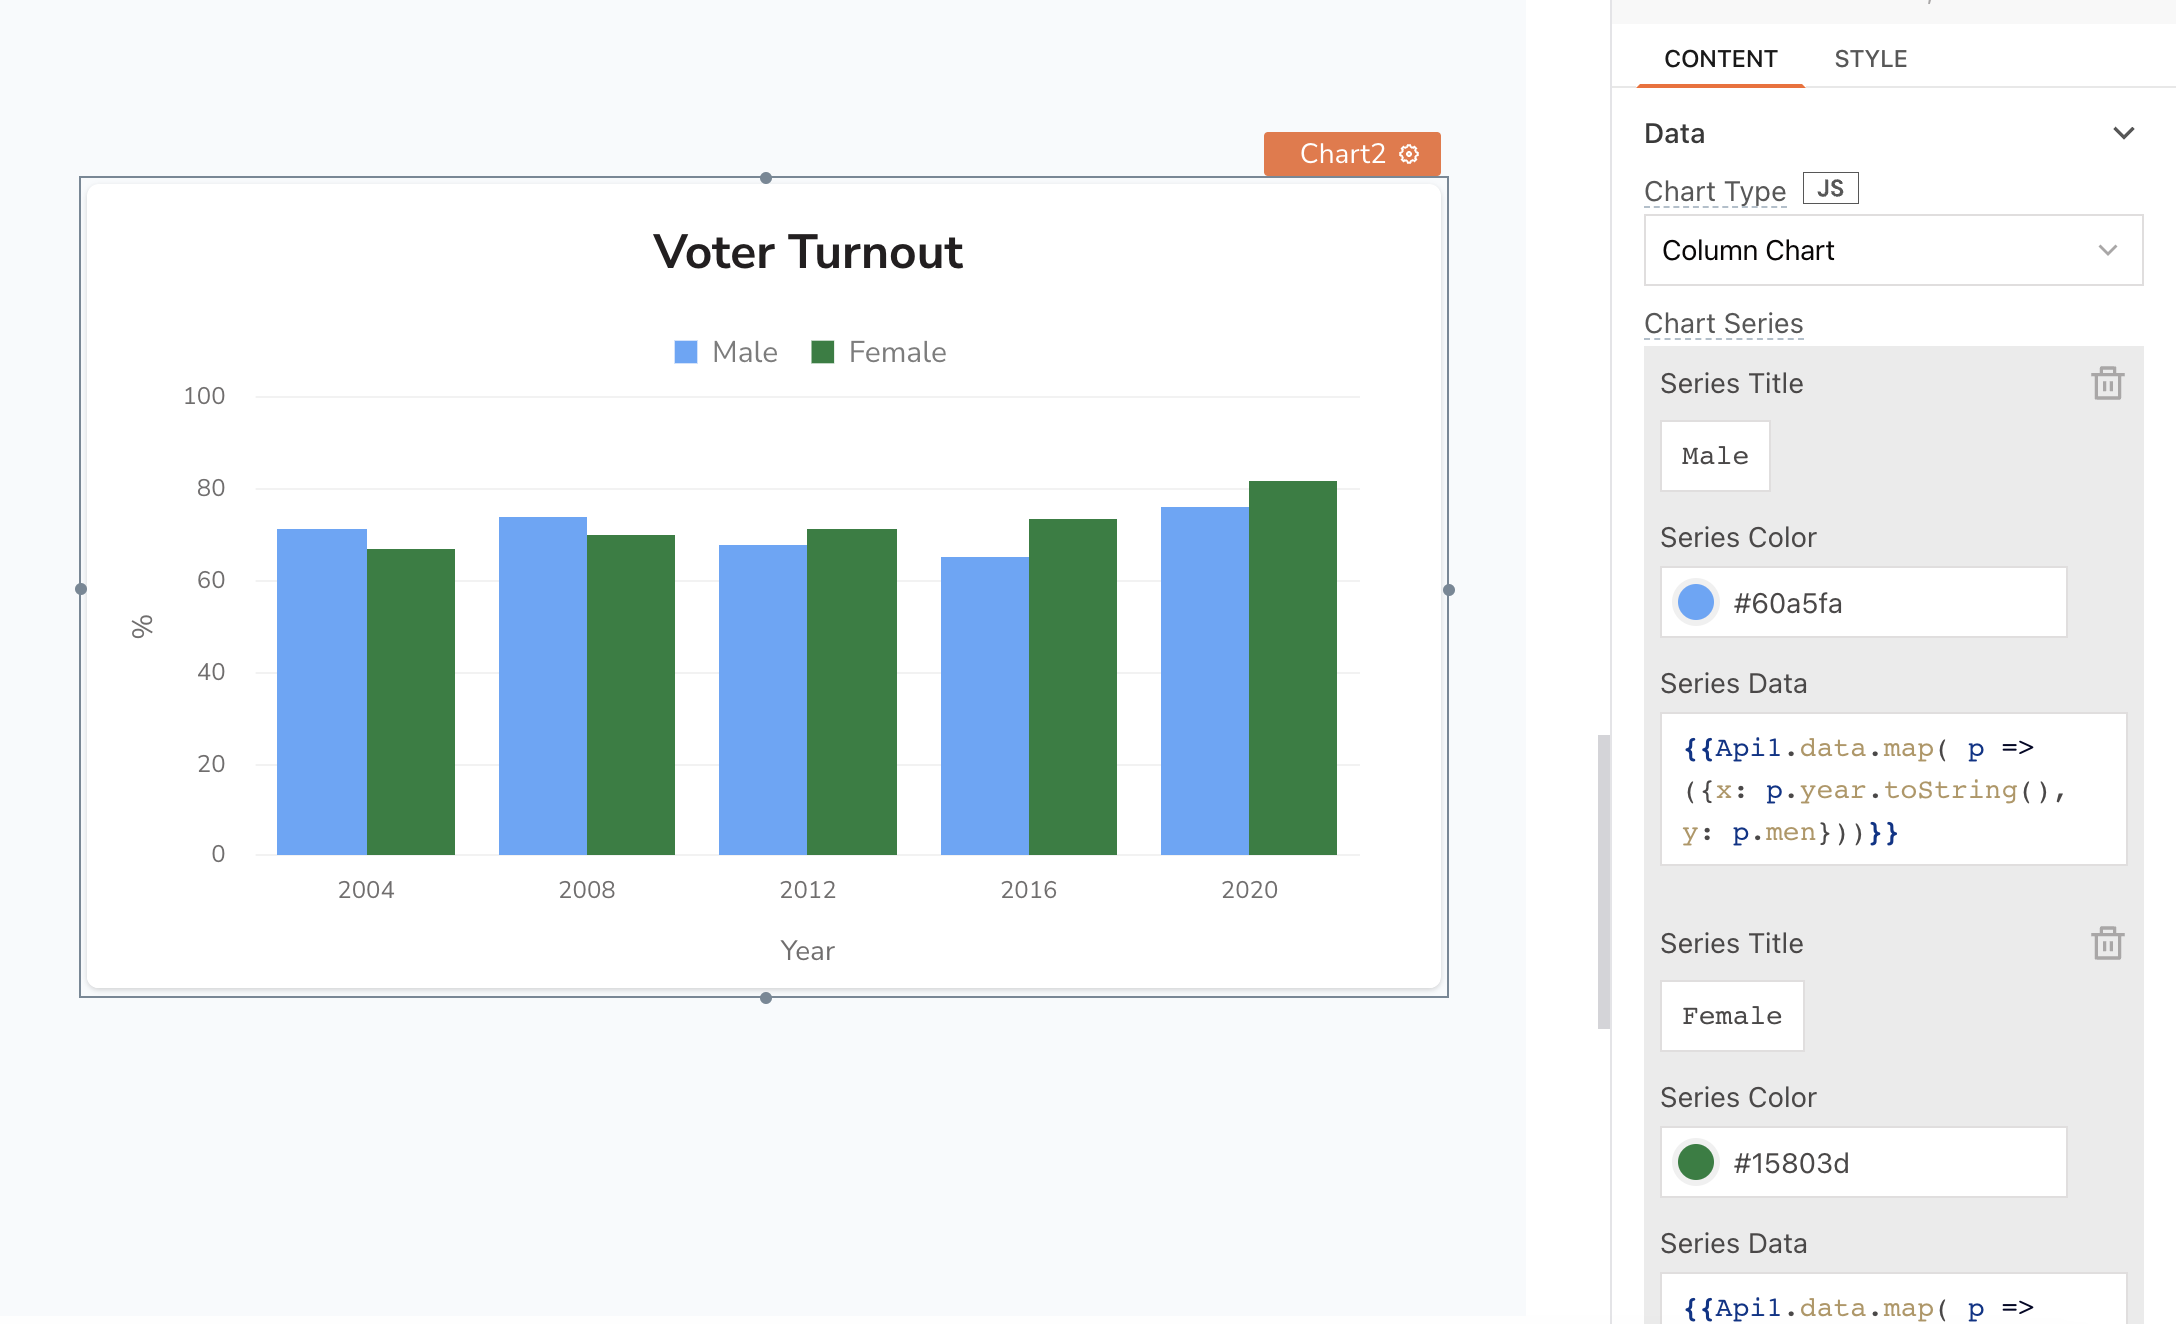 Chart2
Voter Turnout
Male Female
100
80
60
40
20
0
%
2004 2008 2012 2016 2020
Year
CONTENT STYLE
Data
Chart Type JS
Column Chart
Chart Series
Series Title
Male
Series Color
#60a5fa
Series Data
{{Api1.data.map( p =>
({x: p.year.toString(),
y: p.men}))}}
Series Title
Female
Series Color
#15803d
Series Data
{{Api1.data.map( p =>